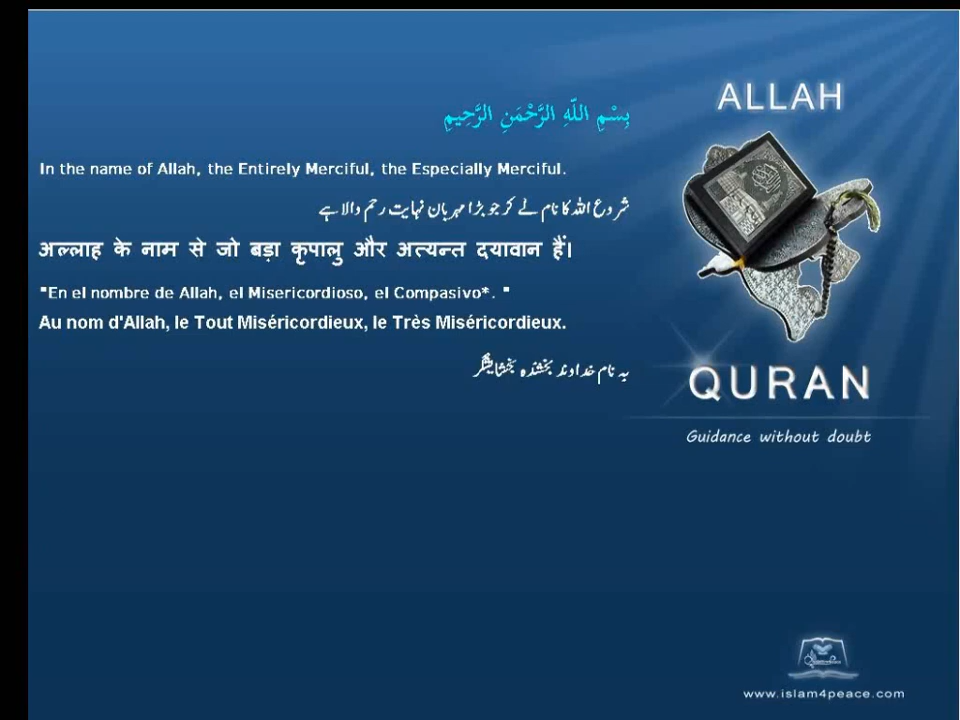 بِسْمِ اللَّهِ الرَّحْمَنِ الرَّحِيمِ
In the name of Allah, the Entirely Merciful, the Especially Merciful.
شروع اللہ کا نام لے کر جو بڑا مہربان نہایت رحم والا ہے
अल्लाह के नाम से जो बड़ा कृपालु और अत्यन्त दयावान हैं।
"En el nombre de Allah, el Misericordioso, el Compasivo*. "
Au nom d'Allah, le Tout Miséricordieux, le Très Miséricordieux.
به نام خداوند بخشنده بخشایشگر
ALLAH
QURAN
Guidance without doubt
www.islam4peace.com